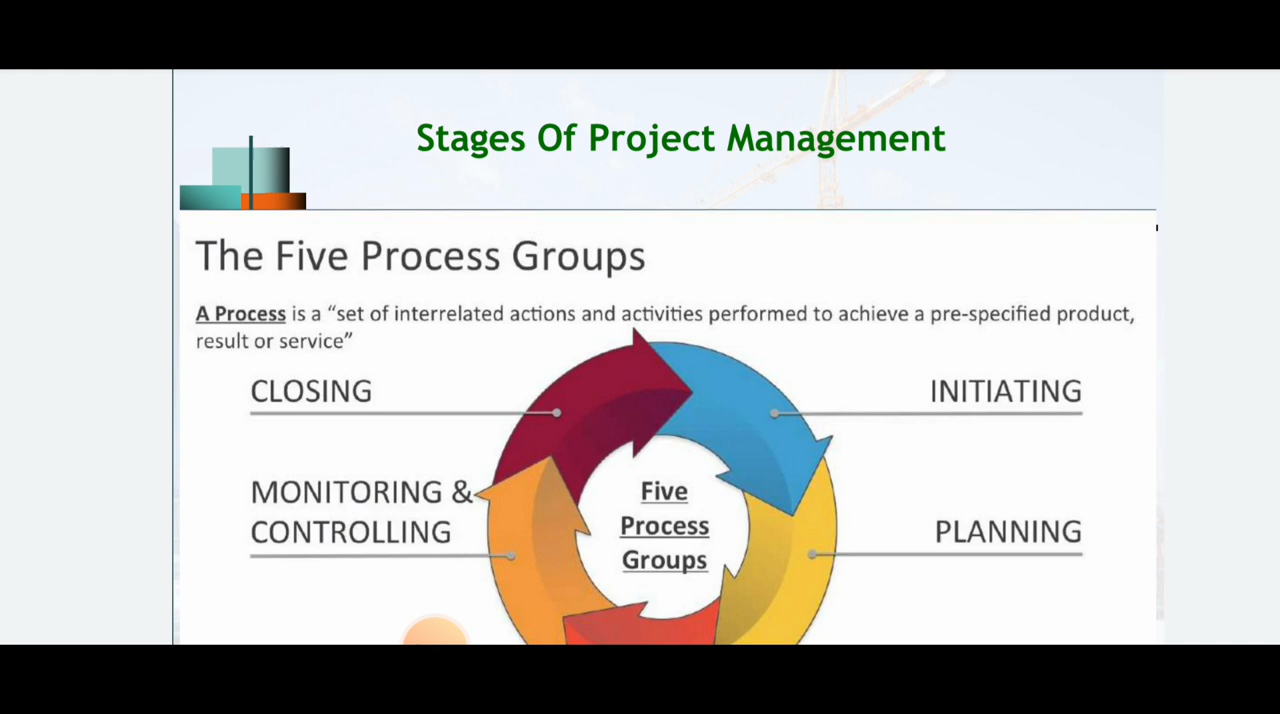 Stages Of Project Management
The Five Process Groups
A Process is a “set of interrelated actions and activities performed to achieve a pre-specified product,
result or service”
CLOSING
INITIATING
MONITORING &
CONTROLLING
Five
Process
Groups
PLANNING